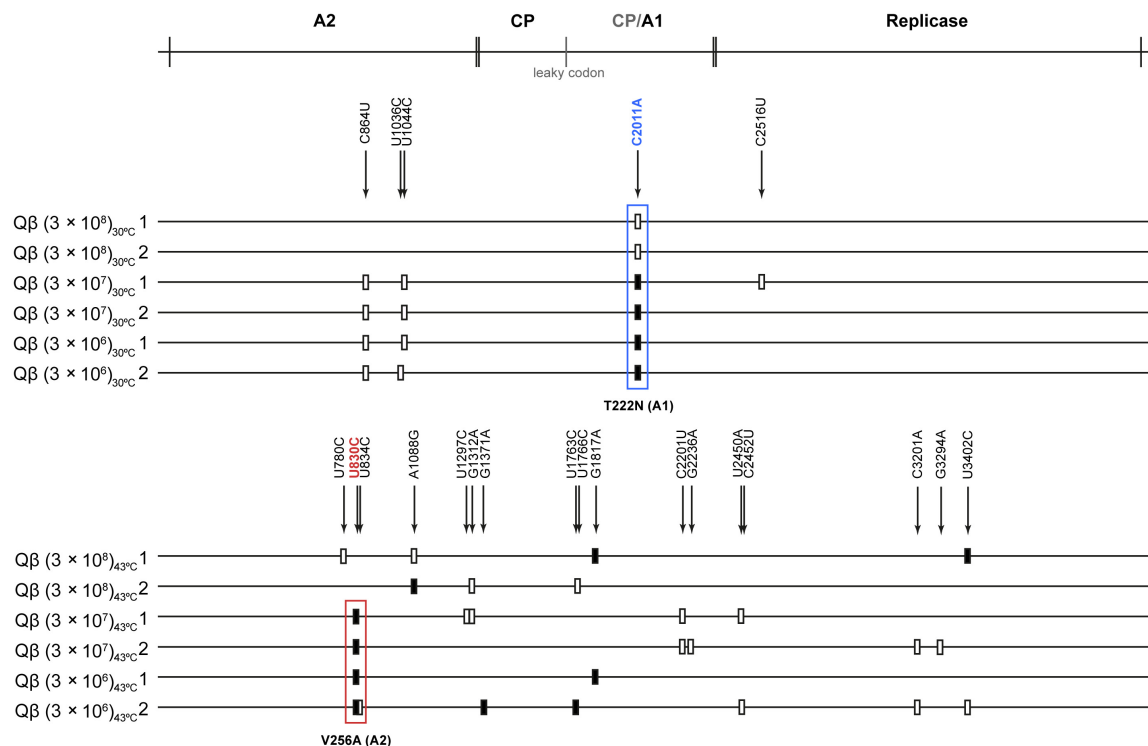 A2 CP CP/A1 Replicase
leaky codon
C864U U1036C U1044C C2011A C2516U
Qβ (3 × 10⁸)30ºC 1
Qβ (3 × 10⁸)30ºC 2
Qβ (3 × 10⁷)30ºC 1
Qβ (3 × 10⁷)30ºC 2
Qβ (3 × 10⁶)30ºC 1
Qβ (3 × 10⁶)30ºC 2
T222N (A1)
U780C U830C U834C A1088G U1297C G1312A G1371A U1763C U1766C G1817A C2201U G2236A U2450A C2452U C3201A G3294A U3402C
Qβ (3 × 10⁸)43ºC 1
Qβ (3 × 10⁸)43ºC 2
Qβ (3 × 10⁷)43ºC 1
Qβ (3 × 10⁷)43ºC 2
Qβ (3 × 10⁶)43ºC 1
Qβ (3 × 10⁶)43ºC 2
V256A (A2)